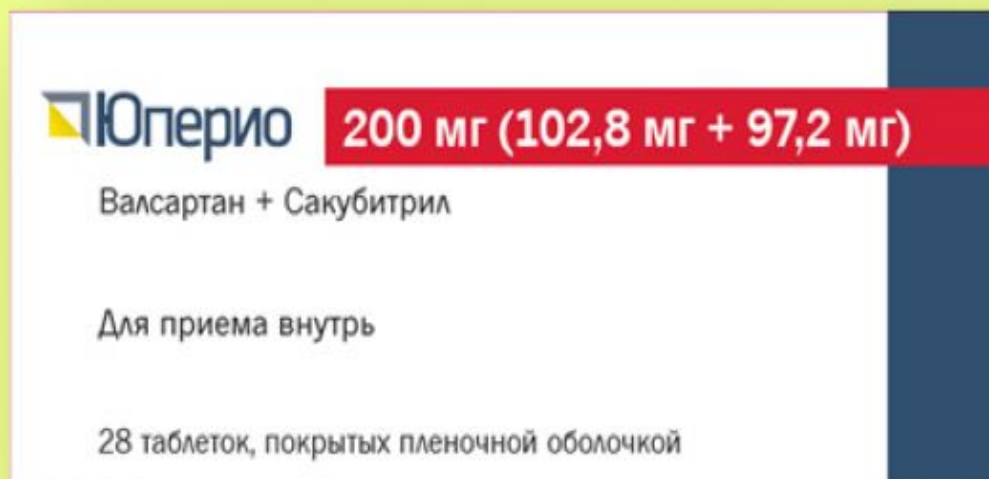 Юперио 200 мг (102,8 мг + 97,2 мг)
Валсартан + Сакубитрил
Для приема внутрь
28 таблеток, покрытых пленочной оболочкой